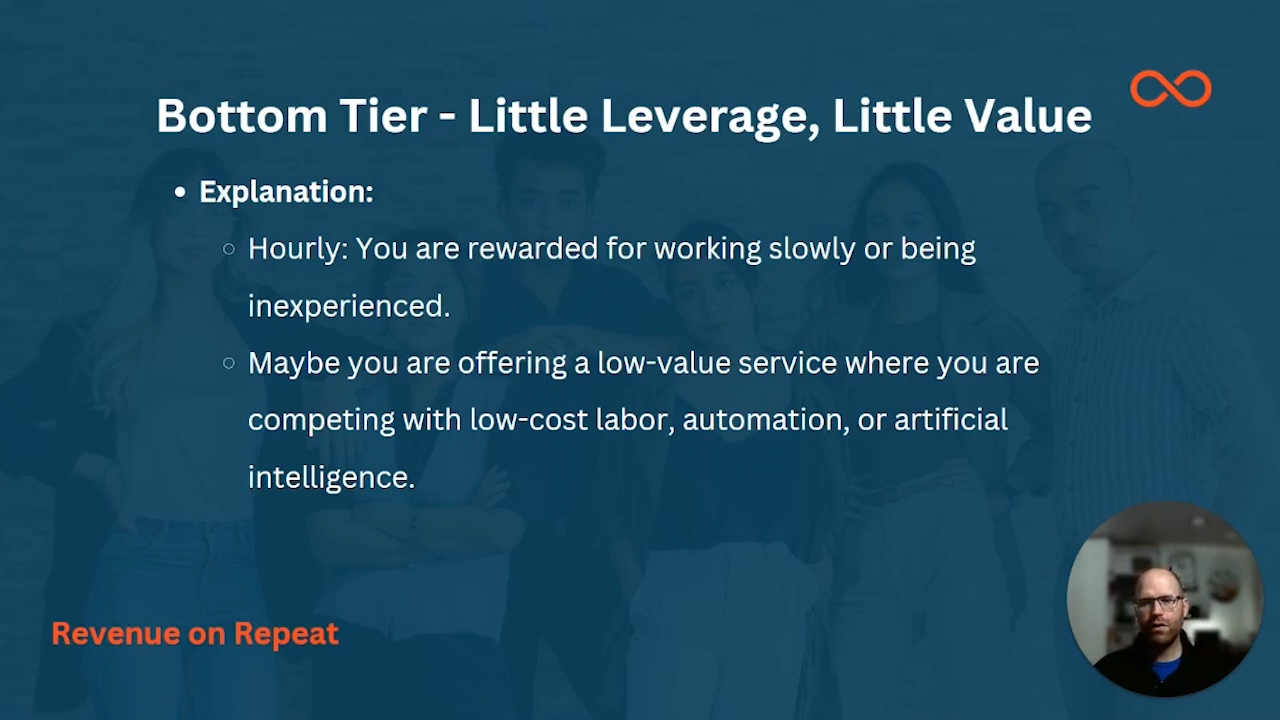 Bottom Tier - Little Leverage, Little Value
• Explanation:
○ Hourly: You are rewarded for working slowly or being
inexperienced.
○ Maybe you are offering a low-value service where you are
competing with low-cost labor, automation, or artificial
intelligence.
Revenue on Repeat